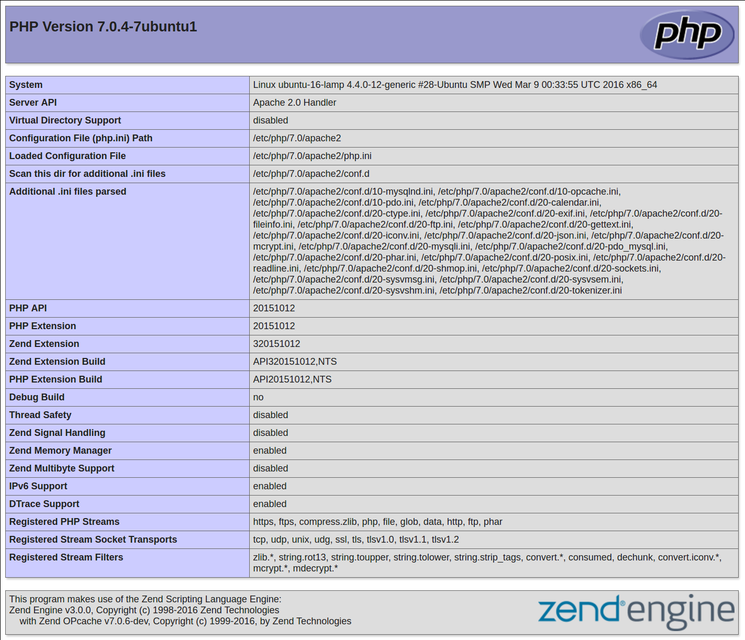 PHP Version 7.0.4-7ubuntu1
php
System Linux ubuntu-16-lamp 4.4.0-12-generic #28-Ubuntu SMP Wed Mar 9 00:33:55 UTC 2016 x86_64
Server API Apache 2.0 Handler
Virtual Directory Support disabled
Configuration File (php.ini) Path /etc/php/7.0/apache2
Loaded Configuration File /etc/php/7.0/apache2/php.ini
Scan this dir for additional .ini files /etc/php/7.0/apache2/conf.d
Additional .ini files parsed /etc/php/7.0/apache2/conf.d/10-mysqlnd.ini, /etc/php/7.0/apache2/conf.d/10-opcache.ini,
/etc/php/7.0/apache2/conf.d/10-pdo.ini, /etc/php/7.0/apache2/conf.d/20-calendar.ini,
/etc/php/7.0/apache2/conf.d/20-ctype.ini, /etc/php/7.0/apache2/conf.d/20-exif.ini, /etc/php/7.0/apache2/conf.d/20-
fileinfo.ini, /etc/php/7.0/apache2/conf.d/20-ftp.ini, /etc/php/7.0/apache2/conf.d/20-gettext.ini,
/etc/php/7.0/apache2/conf.d/20-iconv.ini, /etc/php/7.0/apache2/conf.d/20-json.ini, /etc/php/7.0/apache2/conf.d/20-
mcrypt.ini, /etc/php/7.0/apache2/conf.d/20-mysqli.ini, /etc/php/7.0/apache2/conf.d/20-pdo_mysql.ini,
/etc/php/7.0/apache2/conf.d/20-phar.ini, /etc/php/7.0/apache2/conf.d/20-posix.ini, /etc/php/7.0/apache2/conf.d/20-
readline.ini, /etc/php/7.0/apache2/conf.d/20-shmop.ini, /etc/php/7.0/apache2/conf.d/20-sockets.ini,
/etc/php/7.0/apache2/conf.d/20-sysvmsg.ini, /etc/php/7.0/apache2/conf.d/20-sysvsem.ini,
/etc/php/7.0/apache2/conf.d/20-sysvshm.ini, /etc/php/7.0/apache2/conf.d/20-tokenizer.ini
PHP API 20151012
PHP Extension 20151012
Zend Extension 320151012
Zend Extension Build API320151012,NTS
PHP Extension Build API20151012,NTS
Debug Build no
Thread Safety disabled
Zend Signal Handling disabled
Zend Memory Manager enabled
Zend Multibyte Support disabled
IPv6 Support enabled
DTrace Support enabled
Registered PHP Streams https, ftps, compress.zlib, php, file, glob, data, http, ftp, phar
Registered Stream Socket Transports tcp, udp, unix, udg, ssl, tls, tlsv1.0, tlsv1.1, tlsv1.2
Registered Stream Filters zlib.*, string.rot13, string.toupper, string.tolower, string.strip_tags, convert.*, consumed, dechunk, convert.iconv.*,
mcrypt.*, mdecrypt.*
This program makes use of the Zend Scripting Language Engine:
Zend Engine v3.0.0, Copyright (c) 1998-2016 Zend Technologies
with Zend OPcache v7.0.6-dev, Copyright (c) 1999-2016, by Zend Technologies
zend®engine